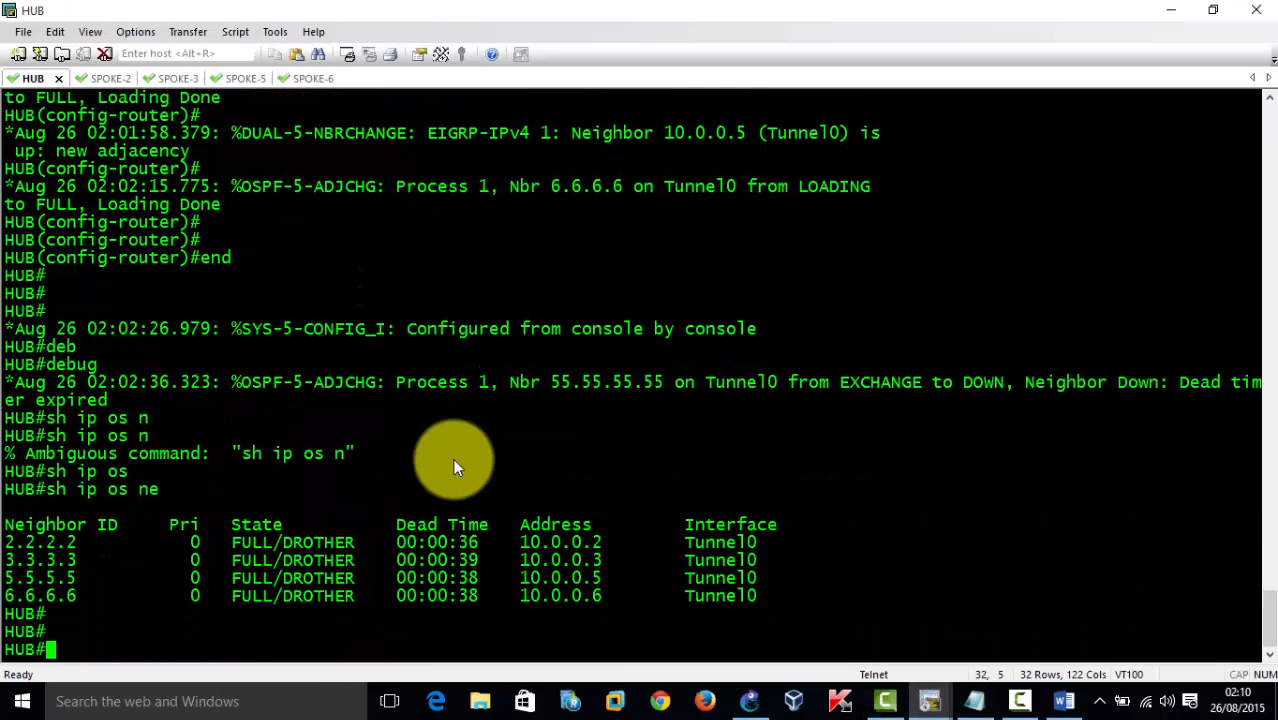 HUB
File Edit View Options Transfer Script Tools Help
Enter host <Alt+R>
HUB SPOKE-2 SPOKE-3 SPOKE-5 SPOKE-6
to FULL, Loading Done
HUB(config-router)#
*Aug 26 02:01:58.379: %DUAL-5-NBRCHANGE: EIGRP-IPv4 1: Neighbor 10.0.0.5 (Tunnel0) is
 up: new adjacency
HUB(config-router)#
*Aug 26 02:02:15.775: %OSPF-5-ADJCHG: Process 1, Nbr 6.6.6.6 on Tunnel0 from LOADING
to FULL, Loading Done
HUB(config-router)#
HUB(config-router)#
HUB(config-router)#end
HUB#
HUB#
HUB#
*Aug 26 02:02:26.979: %SYS-5-CONFIG_I: Configured from console by console
HUB#deb
HUB#debug
*Aug 26 02:02:36.323: %OSPF-5-ADJCHG: Process 1, Nbr 55.55.55.55 on Tunnel0 from EXCHANGE to DOWN, Neighbor Down: Dead tim
er expired
HUB#sh ip os n
HUB#sh ip os n
% Ambiguous command:  "sh ip os n"
HUB#sh ip os
HUB#sh ip os ne
Neighbor ID Pri State Dead Time Address Interface
2.2.2.2 0 FULL/DROTHER 00:00:36 10.0.0.2 Tunnel0
3.3.3.3 0 FULL/DROTHER 00:00:39 10.0.0.3 Tunnel0
5.5.5.5 0 FULL/DROTHER 00:00:38 10.0.0.5 Tunnel0
6.6.6.6 0 FULL/DROTHER 00:00:38 10.0.0.6 Tunnel0
HUB#
HUB#
HUB#
Ready Telnet 32, 5 32 Rows, 122 Cols VT100 CAP NUM
Search the web and Windows
02:10
26/08/2015